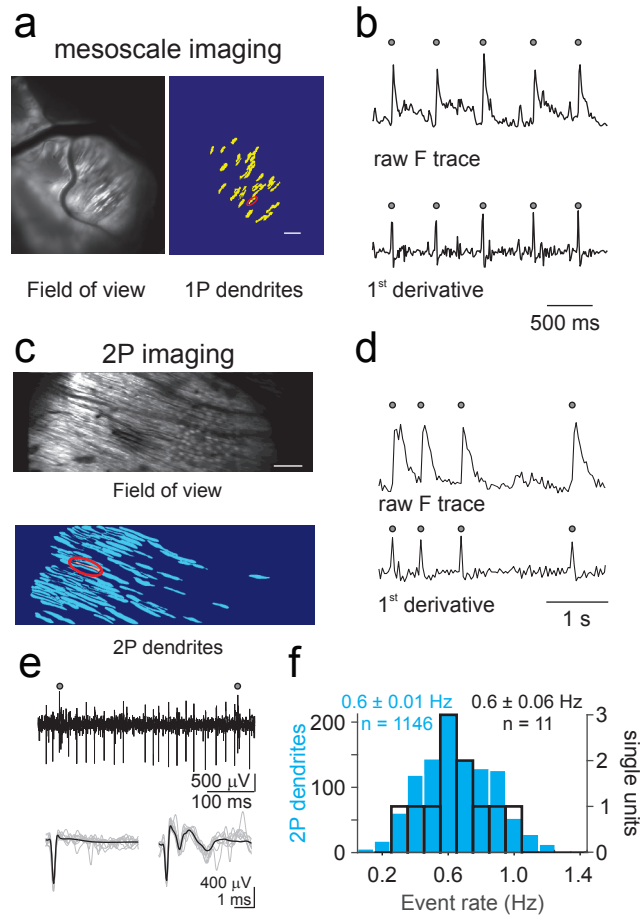 a
mesoscale imaging
Field of view
1P dendrites
b
raw F trace
1st derivative
500 ms
c
2P imaging
Field of view
2P dendrites
d
raw F trace
1st derivative
1 s
e
500 µV
100 ms
400 µV
1 ms
f
0.6 ± 0.01 Hz
n = 1146
0.6 ± 0.06 Hz
n = 11
200
100
0
2P dendrites
3
2
1
0
single units
0.2
0.6
1.0
1.4
Event rate (Hz)